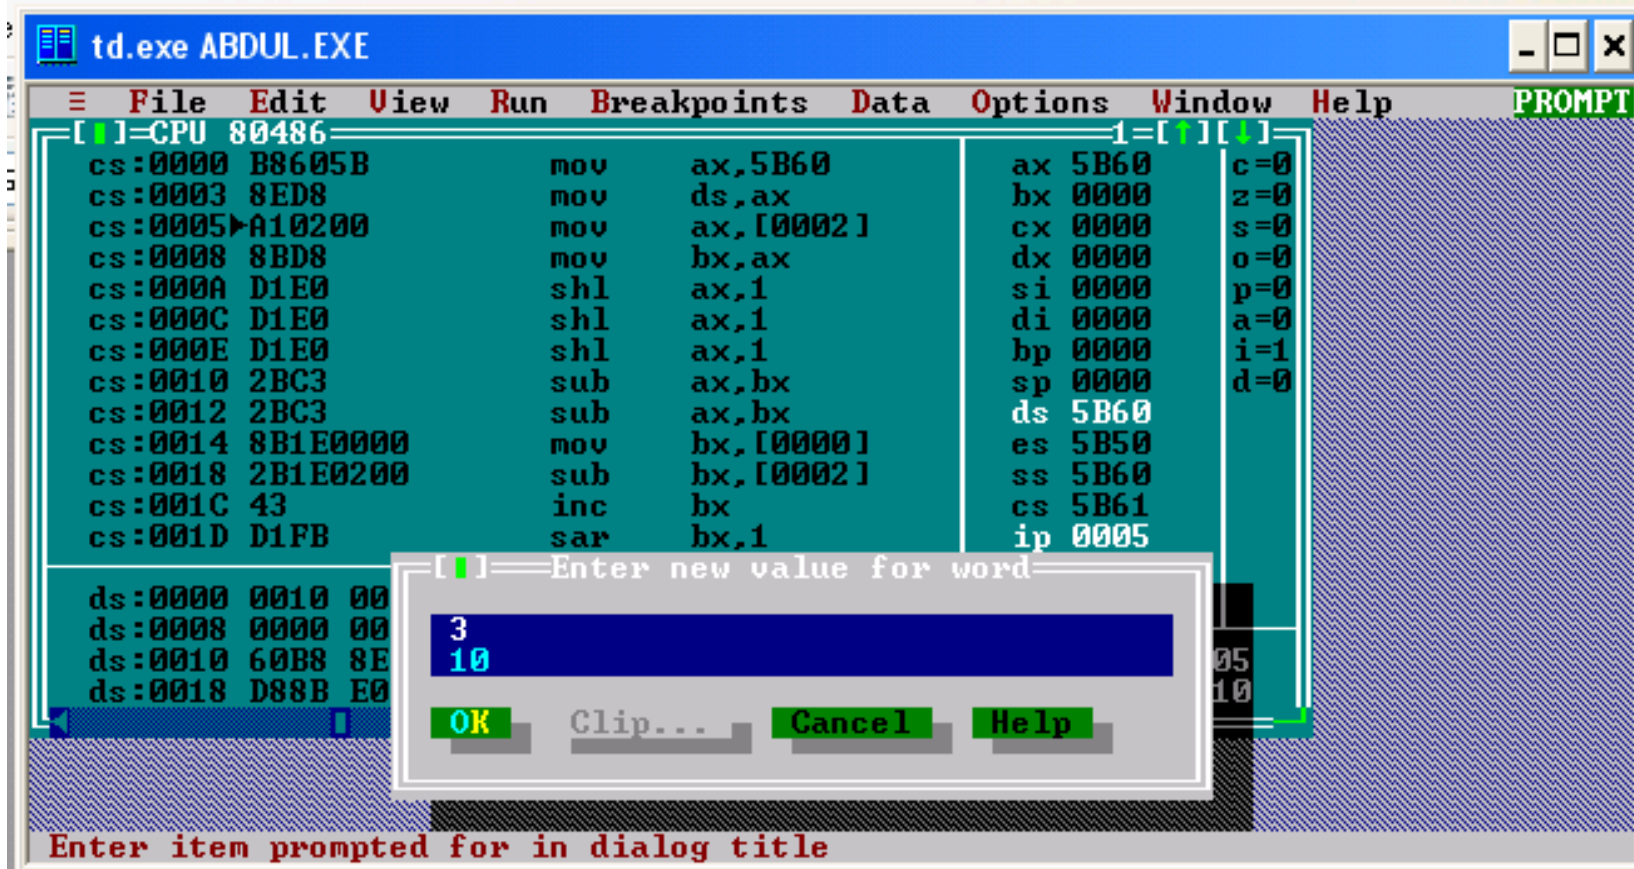 td.exe ABDUL.EXE
≡ File Edit View Run Breakpoints Data Options Window Help PROMPT
[▮]=CPU 80486 1=[↑][↓]
cs:0000 B8605B mov ax,5B60 ax 5B60 c=0
cs:0003 8ED8 mov ds,ax bx 0000 z=0
cs:0005►A10200 mov ax,[0002] cx 0000 s=0
cs:0008 8BD8 mov bx,ax dx 0000 o=0
cs:000A D1E0 shl ax,1 si 0000 p=0
cs:000C D1E0 shl ax,1 di 0000 a=0
cs:000E D1E0 shl ax,1 bp 0000 i=1
cs:0010 2BC3 sub ax,bx sp 0000 d=0
cs:0012 2BC3 sub ax,bx ds 5B60
cs:0014 8B1E0000 mov bx,[0000] es 5B50
cs:0018 2B1E0200 sub bx,[0002] ss 5B60
cs:001C 43 inc bx cs 5B61
cs:001D D1FB sar bx,1 ip 0005
[▮]Enter new value for word
ds:0000 0010 00
ds:0008 0000 00 3
ds:0010 60B8 8E 10 05
ds:0018 D88B E0 10
OK Clip... Cancel Help
Enter item prompted for in dialog title